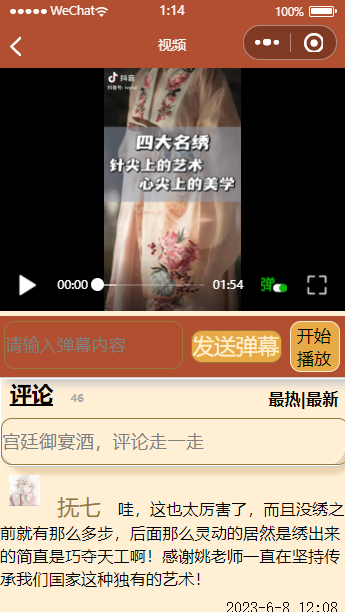 WeChat 1:14 100%
视频
抖音
抖音号: ivyrui
四大名绣
针尖上的艺术
心尖上的美学
00:00 01:54 弹
请输入弹幕内容 发送弹幕 开始
播放
评论 46 最热|最新
宫廷御宴酒，评论走一走
抚七 哇，这也太厉害了，而且没绣之
前就有那么多步，后面那么灵动的居然是绣出来
的简直是巧夺天工啊！感谢姚老师一直在坚持传
承我们国家这种独有的艺术！
2023-6-8 12:08